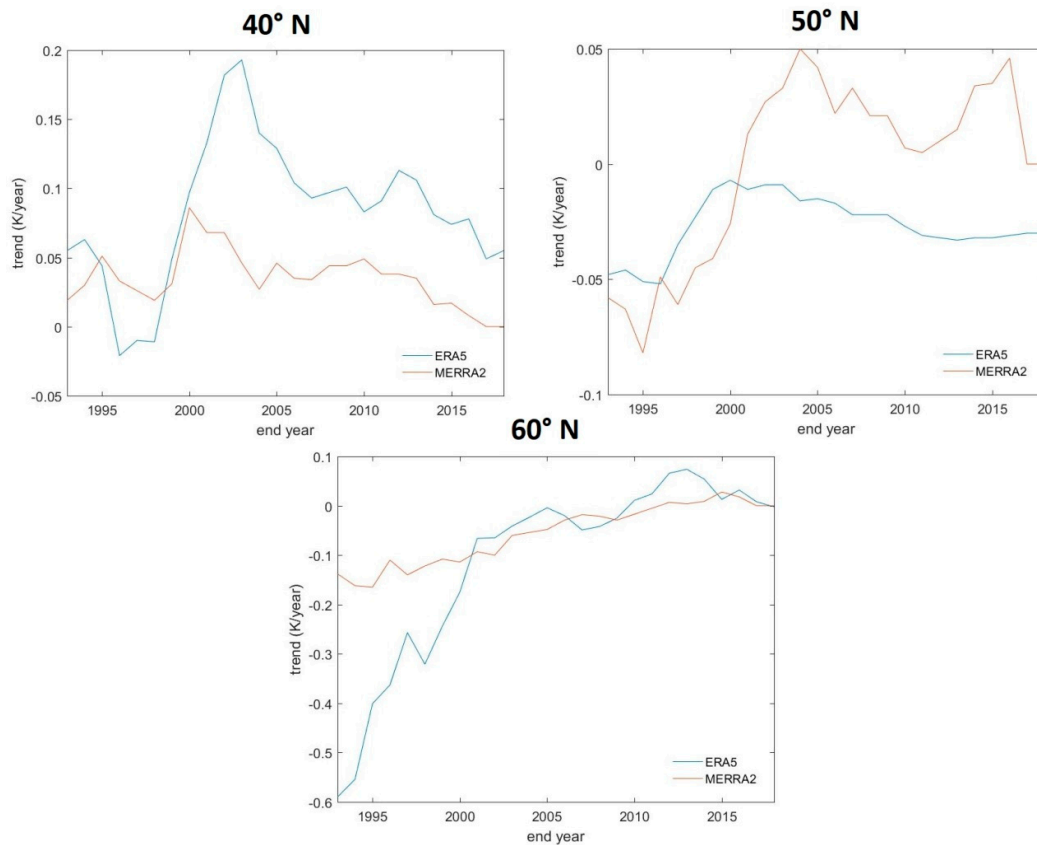 40° N
0.2
0.15
0.1
0.05
0
-0.05
trend (K/year)
1995 2000 2005 2010 2015
end year
ERA5
MERRA2
50° N
0.05
0
-0.05
-0.1
trend (K/year)
1995 2000 2005 2010 2015
end year
ERA5
MERRA2
60° N
0.1
0
-0.1
-0.2
-0.3
-0.4
-0.5
-0.6
trend (K/year)
1995 2000 2005 2010 2015
end year
ERA5
MERRA2